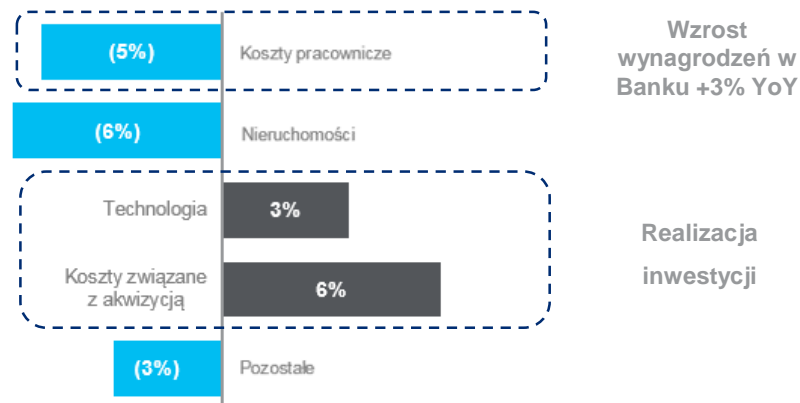 (5%)
Koszty pracownicze
Wzrost
wynagrodzeń w
Banku +3% YoY
(6%)
Nieruchomości
Technologia
3%
Koszty związane
z akwizycją
6%
Realizacja
inwestycji
(3%)
Pozostałe